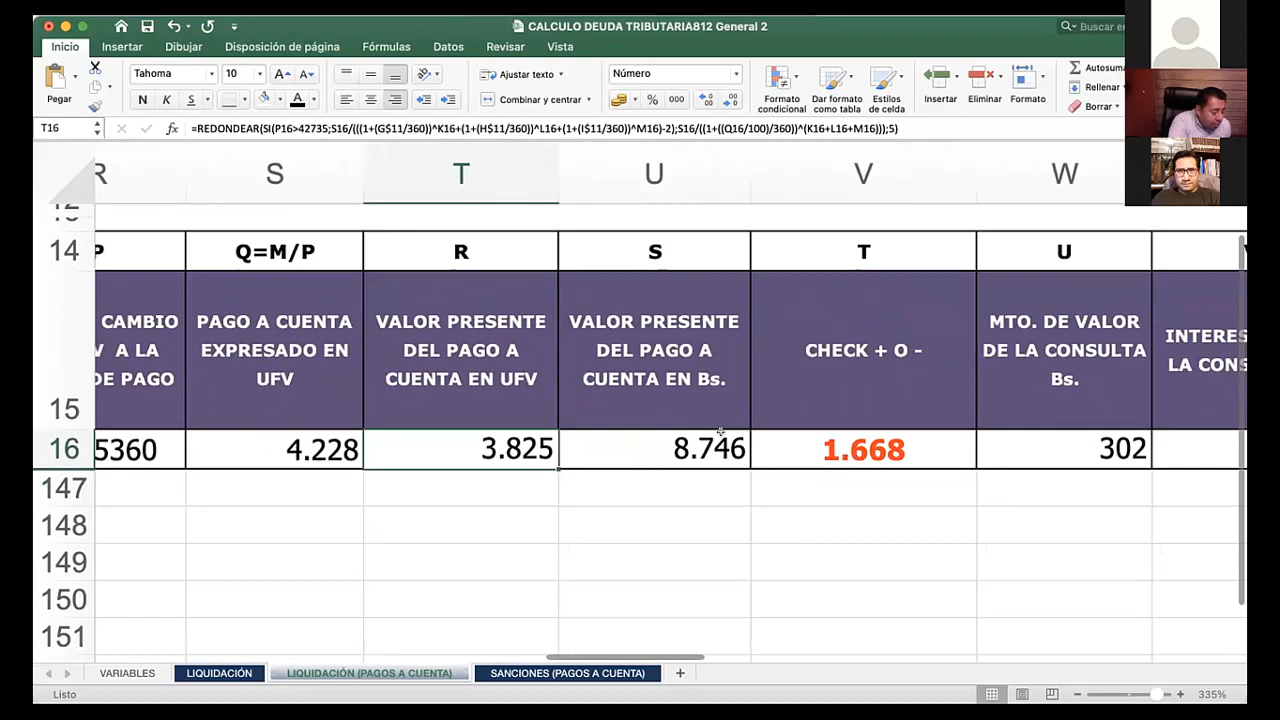 CALCULO DEUDA TRIBUTARIA812 General 2
Buscar en
Inicio Insertar Dibujar Disposición de página Fórmulas Datos Revisar Vista
Pegar
Tahoma 10
A A
N K S
A
Ajustar texto
Combinar y centrar
Número
% 000
Formato condicional
Dar formato como tabla
Estilos de celda
Insertar
Eliminar
Formato
Autosuma
Rellenar
Borrar
T16 fx =REDONDEAR(SI(P16>42735;S16/(((1+(G$11/360))^K16+(1+(H$11/360))^L16+(1+(I$11/360))^M16)-2);S16/((1+((Q16/100)/360))^(K16+L16+M16)));5)
R S T U V W
14 P Q=M/P R S T U
15
CAMBIO
V A LA
DE PAGO
PAGO A CUENTA
EXPRESADO EN
UFV
VALOR PRESENTE
DEL PAGO A
CUENTA EN UFV
VALOR PRESENTE
DEL PAGO A
CUENTA EN Bs.
CHECK + O -
MTO. DE VALOR
DE LA CONSULTA
Bs.
INTERES
LA CONS
16 5360 4.228 3.825 8.746 1.668 302
147
148
149
150
151
VARIABLES LIQUIDACIÓN LIQUIDACIÓN (PAGOS A CUENTA) SANCIONES (PAGOS A CUENTA) +
Listo 335%